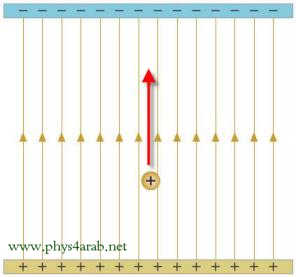 − − − − − − − − − − − − − −
+
www.phys4arab.net
+ + + + + + + + + + + + + +